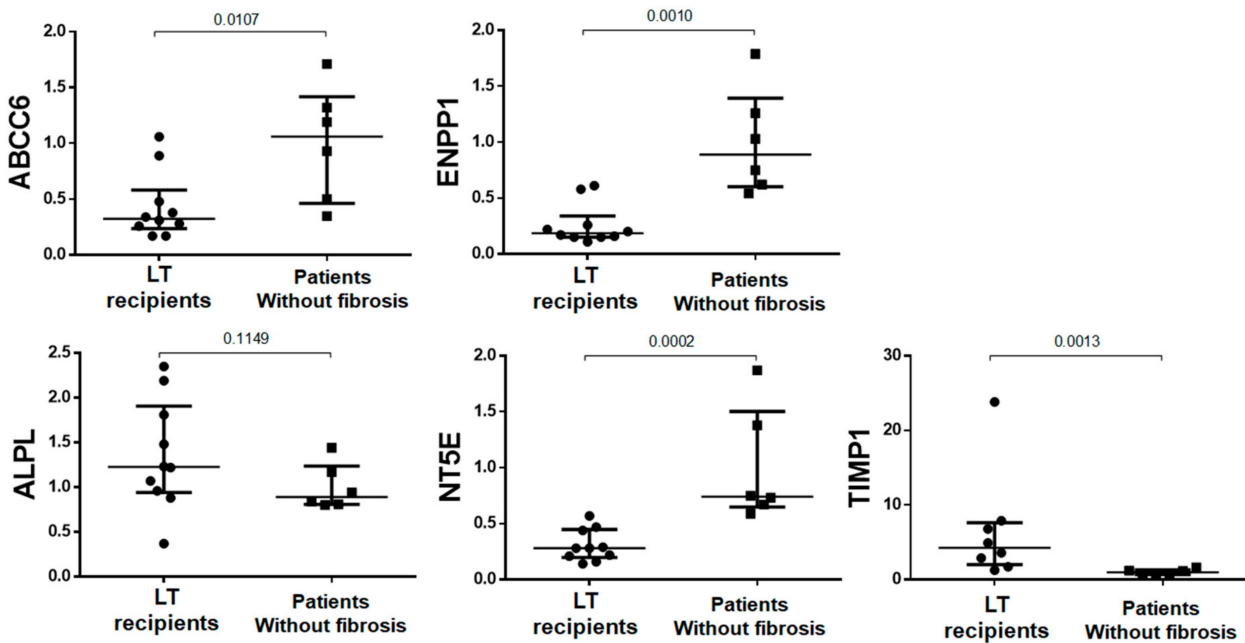 0.0107
ABCC6
2.0
1.5
1.0
0.5
0.0
LT
recipients
Patients
Without fibrosis
0.0010
ENPP1
2.0
1.5
1.0
0.5
0.0
LT
recipients
Patients
Without fibrosis
0.1149
ALPL
2.5
2.0
1.5
1.0
0.5
0.0
LT
recipients
Patients
Without fibrosis
0.0002
NT5E
2.0
1.5
1.0
0.5
0.0
LT
recipients
Patients
Without fibrosis
0.0013
TIMP1
30
20
10
0
LT
recipients
Patients
Without fibrosis